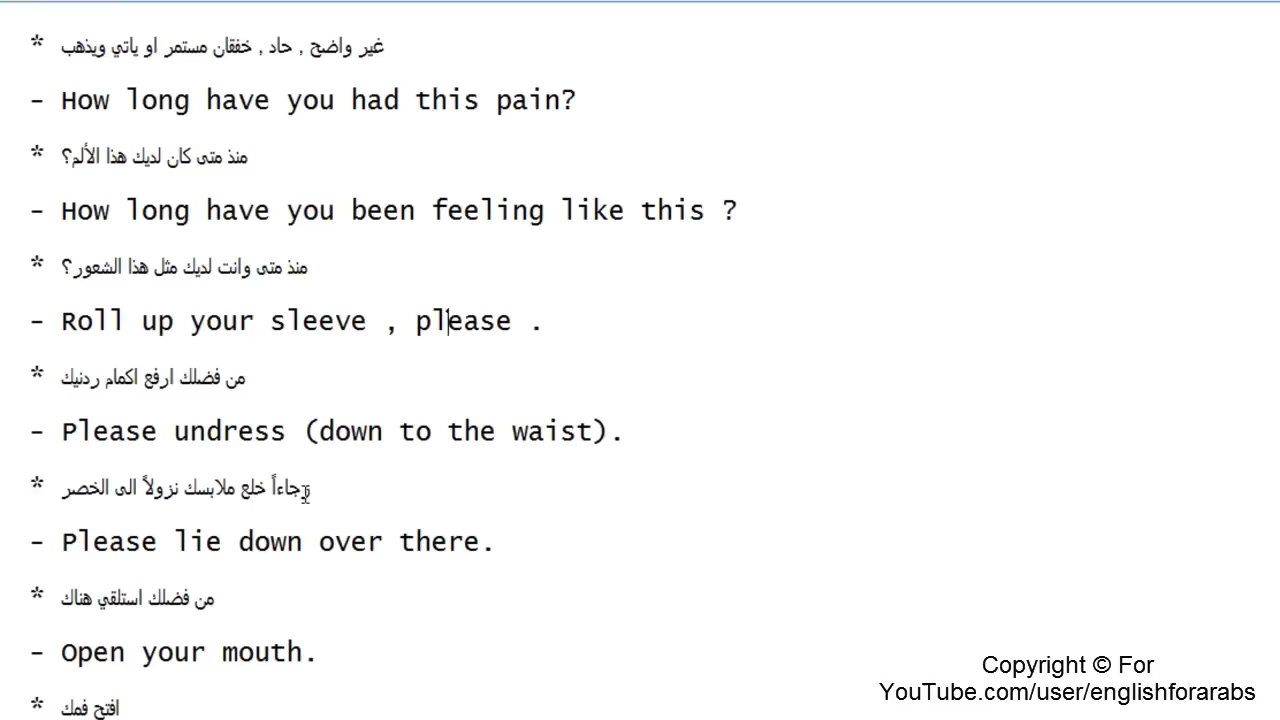 * غير واضح , حاد , خفقان مستمر او ياتي ويذهب
- How long have you had this pain?
* منذ متى كان لديك هذا الألم؟
- How long have you been feeling like this ?
* منذ متى وانت لديك مثل هذا الشعور؟
- Roll up your sleeve , please .
* من فضلك ارفع اكمام ردنيك
- Please undress (down to the waist).
* رجاءاً خلع ملابسك نزولاً الى الخصر
- Please lie down over there.
* من فضلك استلقي هناك
- Open your mouth.
* افتح فمك
Copyright © For
YouTube.com/user/englishforarabs